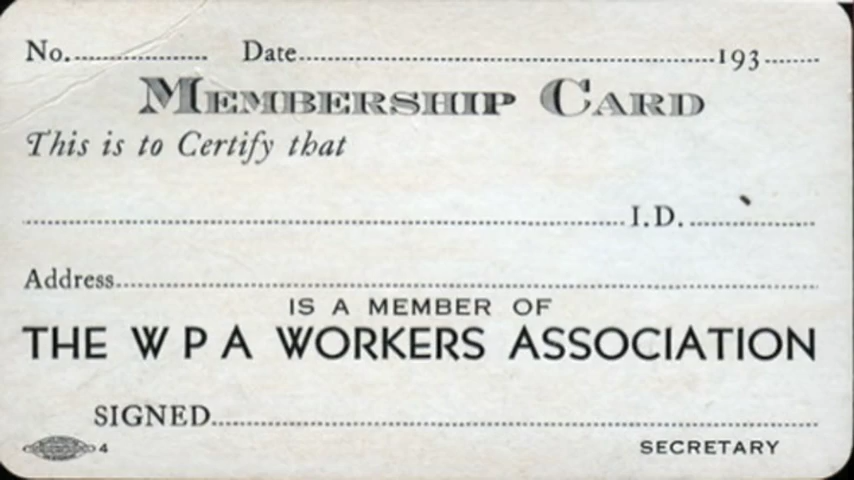 No. Date 193
MEMBERSHIP CARD
This is to Certify that
I.D.
Address
IS A MEMBER OF
THE W P A WORKERS ASSOCIATION
SIGNED
4 SECRETARY